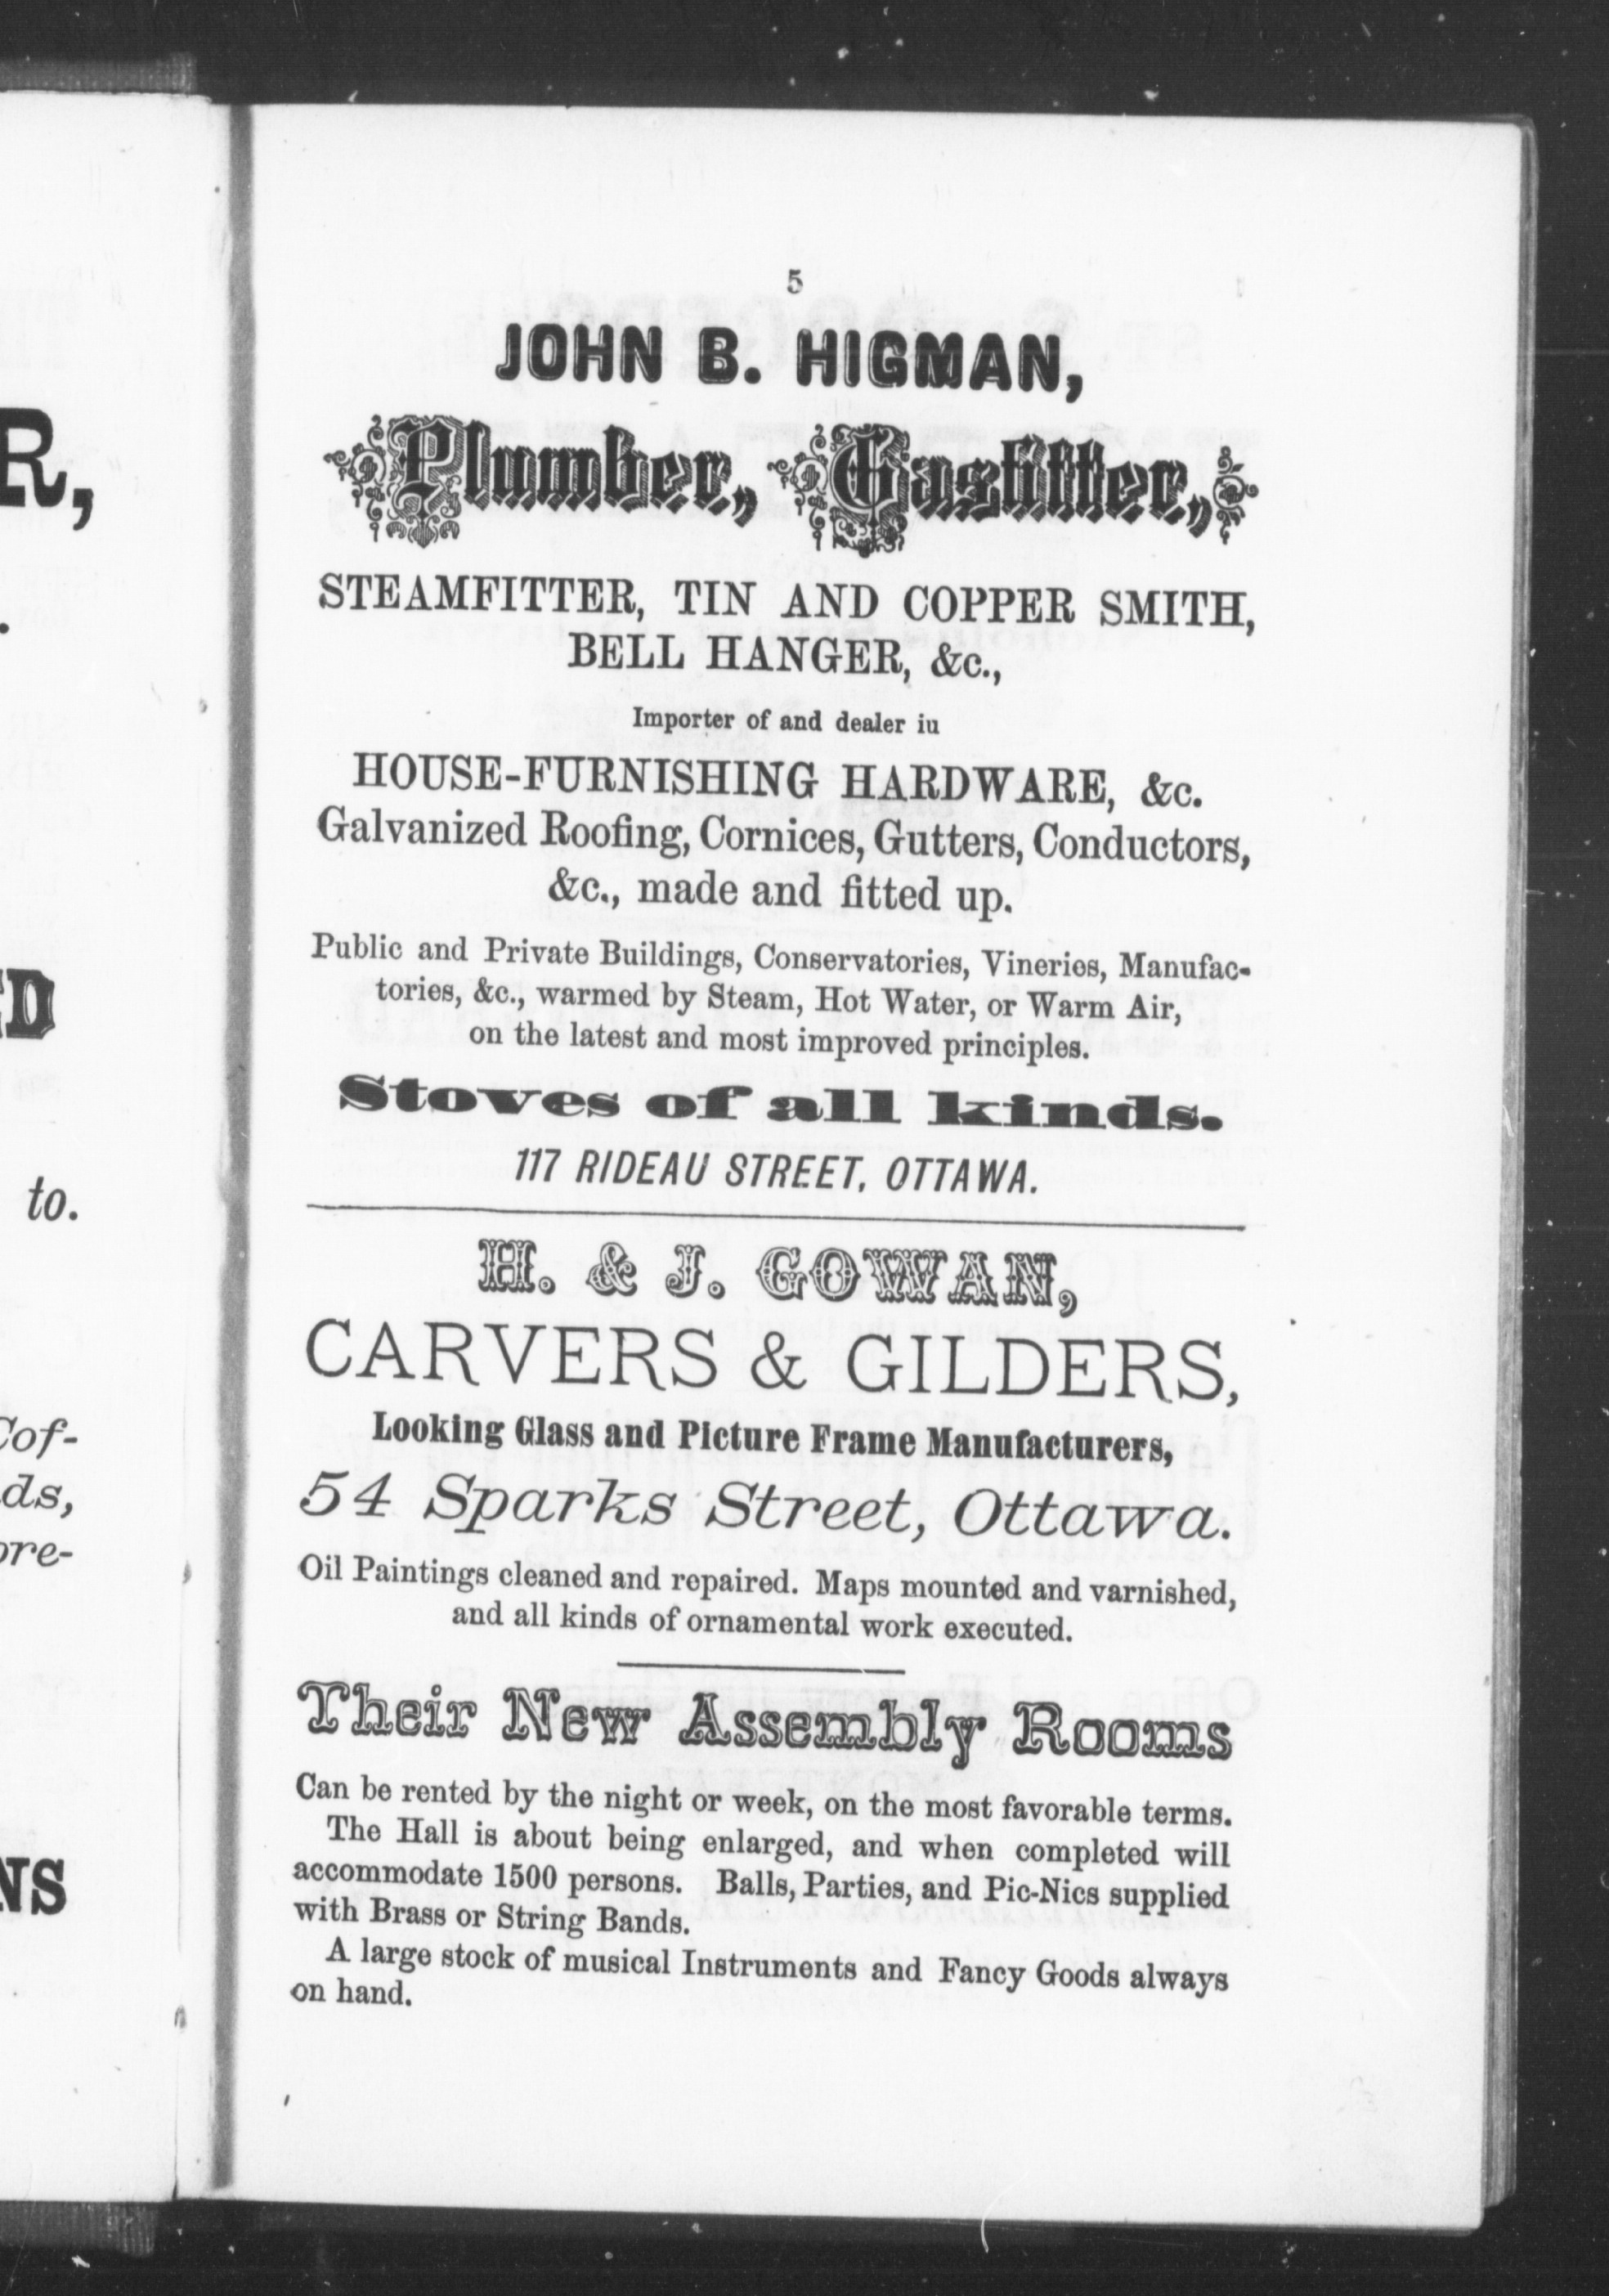 5
JOHN B. HIGMAN,
Plumber, Gasfitter,
STEAMFITTER, TIN AND COPPER SMITH,
BELL HANGER, &c.,
Importer of and dealer iu
HOUSE-FURNISHING HARDWARE, &c.
Galvanized Roofing, Cornices, Gutters, Conductors,
&c., made and fitted up.
Public and Private Buildings, Conservatories, Vineries, Manufac-
tories, &c., warmed by Steam, Hot Water, or Warm Air,
on the latest and most improved principles.
Stoves of all kinds.
117 RIDEAU STREET, OTTAWA.
H. & J. GOWAN,
CARVERS & GILDERS,
Looking Glass and Picture Frame Manufacturers,
54 Sparks Street, Ottawa.
Oil Paintings cleaned and repaired. Maps mounted and varnished,
and all kinds of ornamental work executed.
Their New Assembly Rooms
Can be rented by the night or week, on the most favorable terms.
The Hall is about being enlarged, and when completed will
accommodate 1500 persons. Balls, Parties, and Pic-Nics supplied
with Brass or String Bands.
A large stock of musical Instruments and Fancy Goods always
on hand.